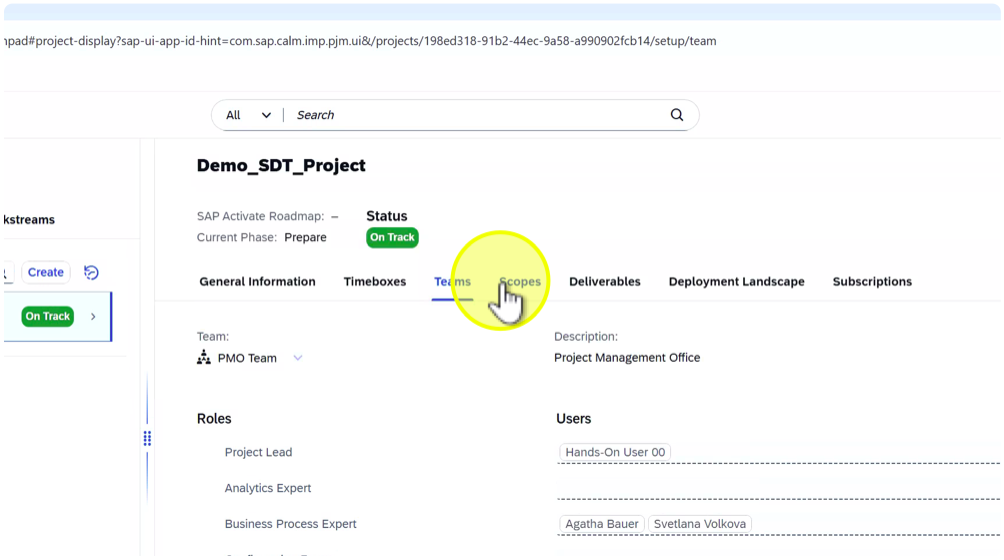 npad#project-display?sap-ui-app-id-hint=com.sap.calm.imp.pjm.ui&/projects/198ed318-91b2-44ec-9a58-a990902fcb14/setup/team
All Search
Demo_SDT_Project
SAP Activate Roadmap: – Status
Current Phase: Prepare On Track
kstreams
Create
On Track
General Information Timeboxes Teams Scopes Deliverables Deployment Landscape Subscriptions
Team: Description:
PMO Team Project Management Office
Roles Users
Project Lead Hands-On User 00
Analytics Expert
Business Process Expert Agatha Bauer Svetlana Volkova